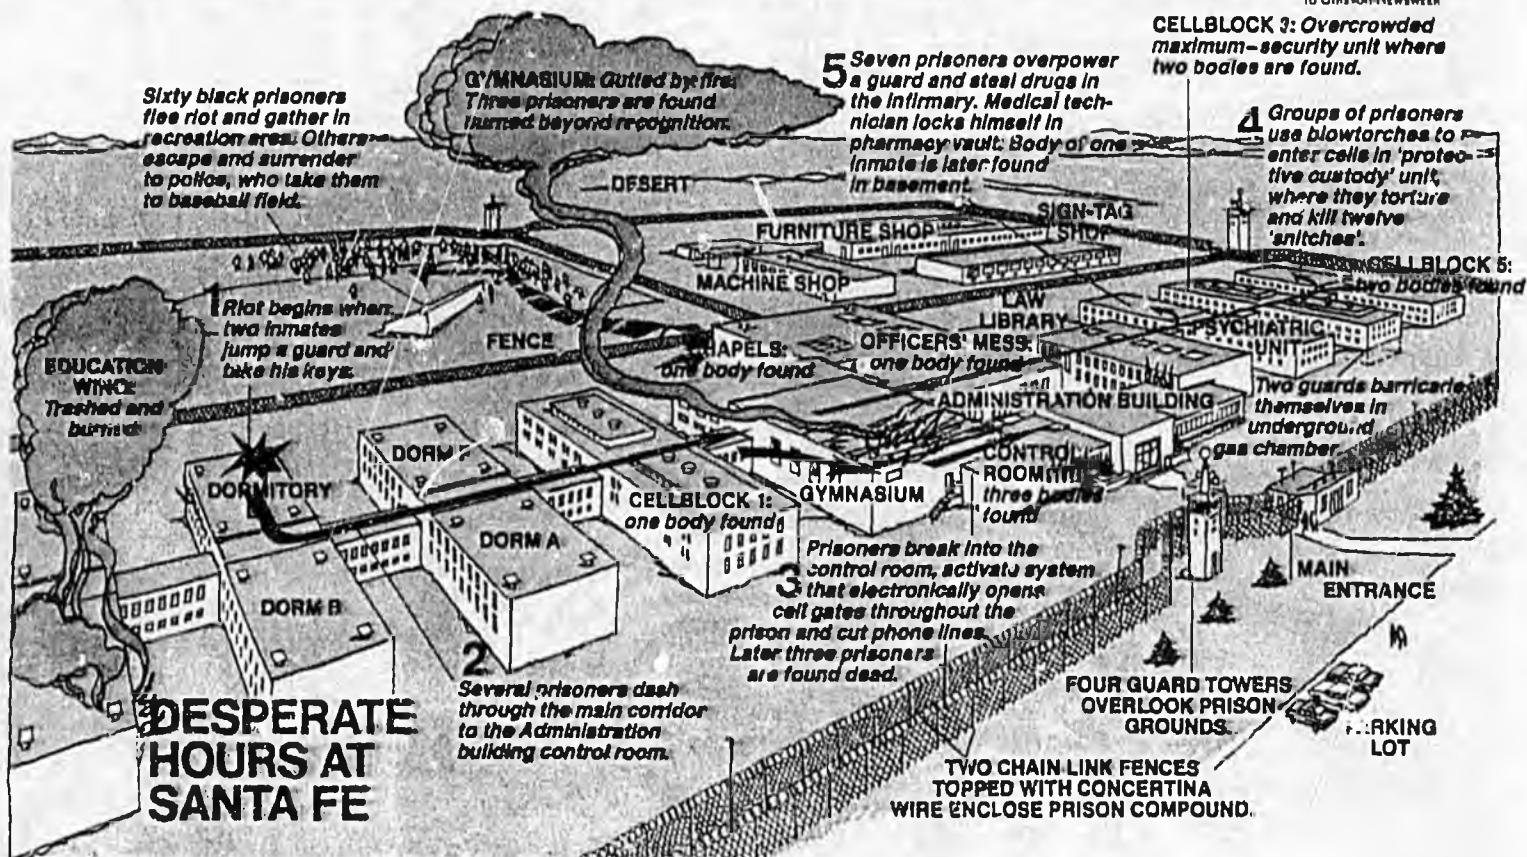 CELLBLOCK 3: Overcrowded
maximum-security unit where
two bodies are found.
GYMNASIUM: Gutted by fire.
Three prisoners are found
burned beyond recognition.
5 Seven prisoners overpower
a guard and steal drugs in
the infirmary. Medical tech-
nician locks himself in
pharmacy vault. Body of one
inmate is later found
in basement.
Sixty black prisoners
flee riot and gather in
recreation area. Others
escape and surrender
to police, who take them
to baseball field.
4 Groups of prisoners
use blowtorches to
enter cells in 'protec-
tive custody' unit,
where they torture
and kill twelve
'snitches'.
DESERT
SIGN-TAG
SHOP
FURNITURE SHOP
MACHINE SHOP
CELLBLOCK 5:
two bodies found
LAW
LIBRARY
PSYCHIATRIC
UNIT
1 Riot begins when
two inmates
jump a guard and
take his keys.
FENCE
CHAPELS:
one body found
OFFICERS' MESS:
one body found
EDUCATION
WING:
Trashed and
burned
ADMINISTRATION BUILDING
Two guards barricade
themselves in
underground
gas chamber.
DORM F
DORMITORY
CONTROL
ROOM:
three bodies
found
GYMNASIUM
CELLBLOCK 1:
one body found
DORM A
DORM B
3 Prisoners break into the
control room, activate system
that electronically opens
cell gates throughout the
prison and cut phone lines.
Later three prisoners
are found dead.
MAIN
ENTRANCE
2
Several prisoners dash
through the main corridor
to the Administration
building control room.
FOUR GUARD TOWERS
OVERLOOK PRISON
GROUNDS.
PARKING
LOT
DESPERATE
HOURS AT
SANTA FE
TWO CHAIN LINK FENCES
TOPPED WITH CONCERTINA
WIRE ENCLOSE PRISON COMPOUND.